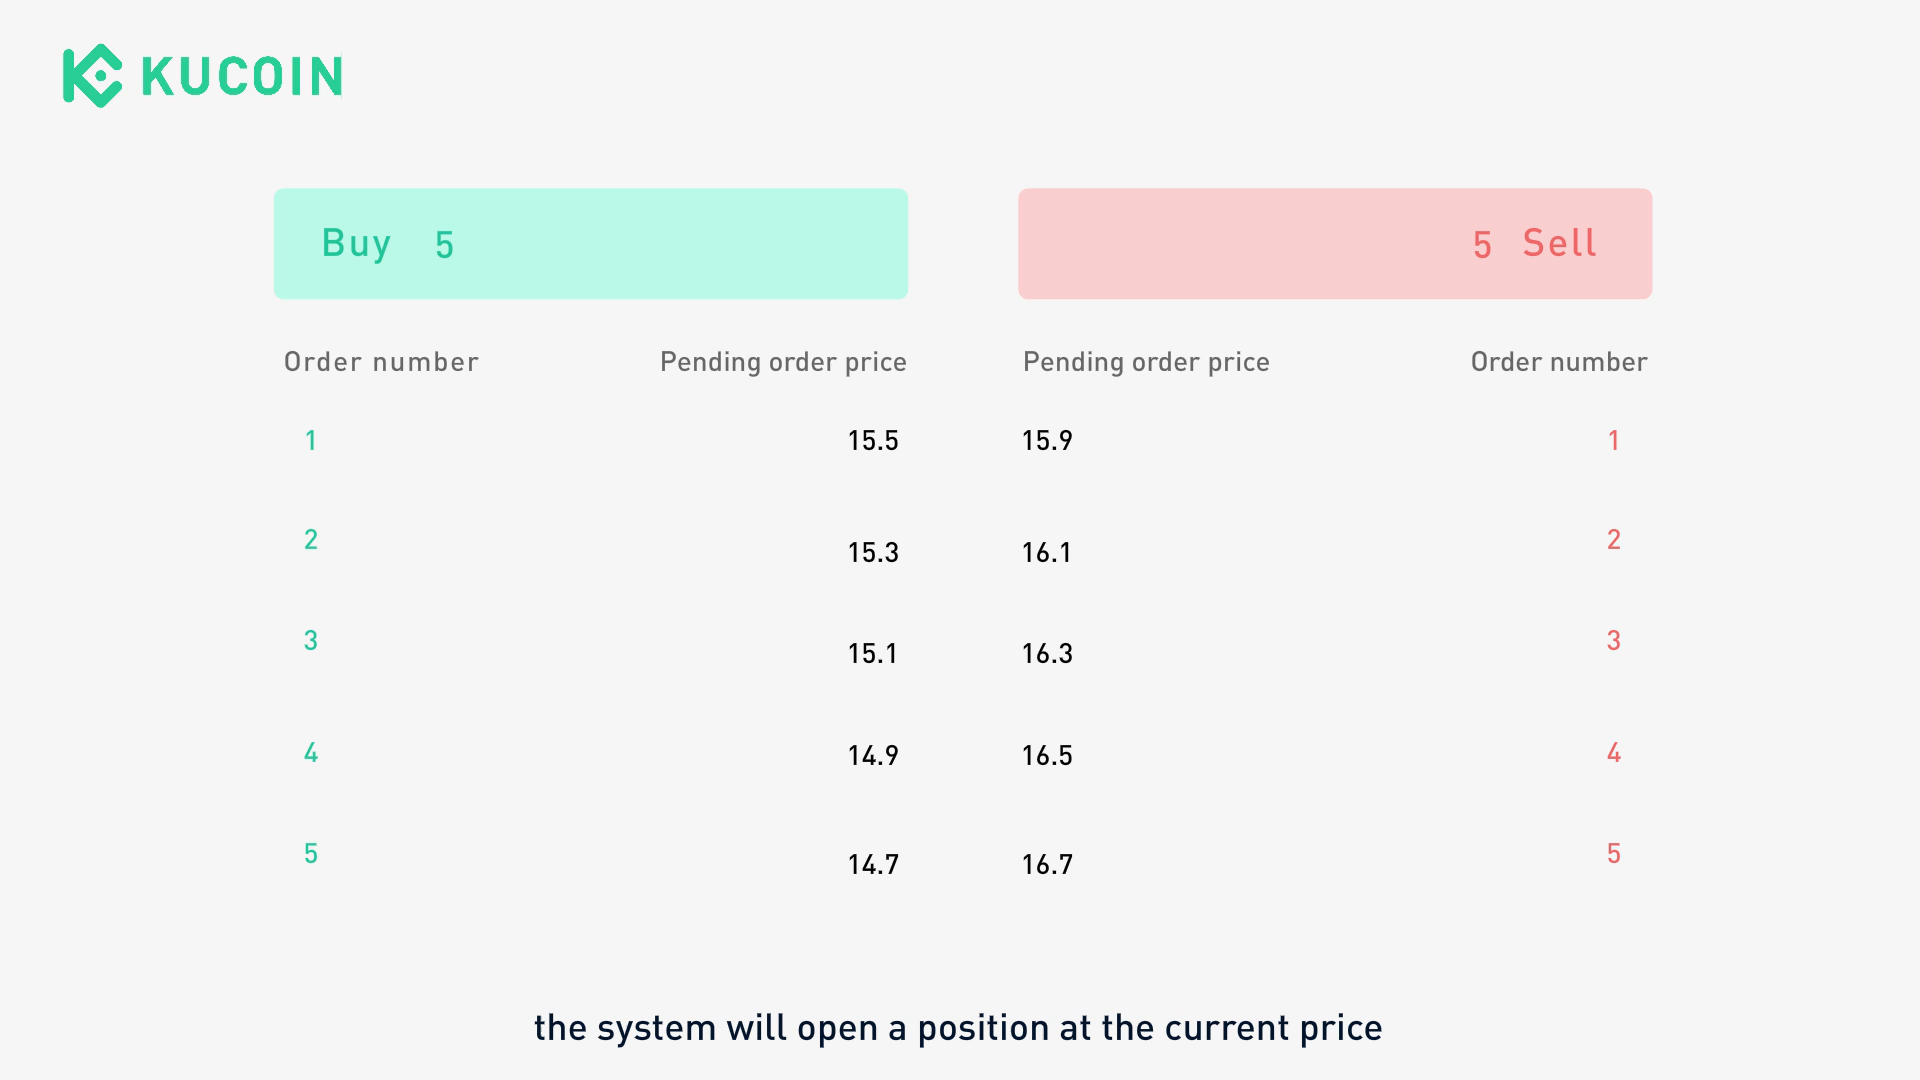 KUCOIN
Buy 5
5 Sell
Order number Pending order price Pending order price Order number
1 15.5 15.9 1
2 15.3 16.1 2
3 15.1 16.3 3
4 14.9 16.5 4
5 14.7 16.7 5
the system will open a position at the current price